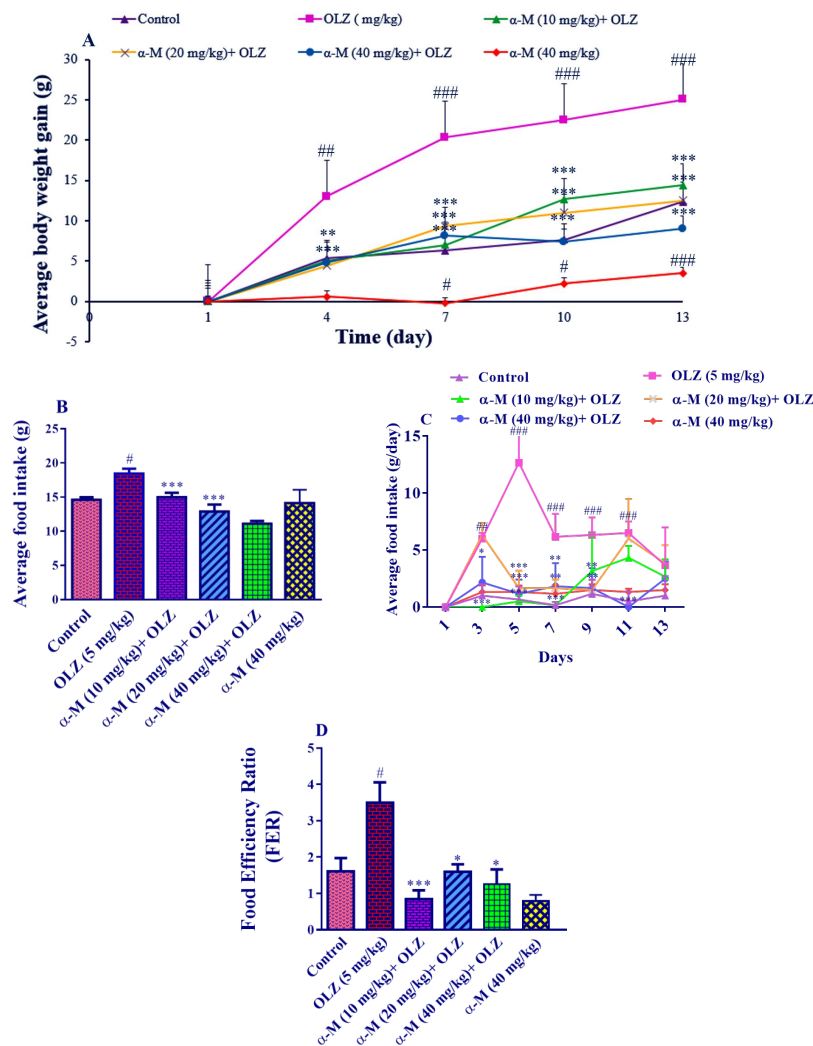 Control OLZ ( mg/kg) α-M (10 mg/kg)+ OLZ
α-M (20 mg/kg)+ OLZ α-M (40 mg/kg)+ OLZ α-M (40 mg/kg)
A
Average body weight gain (g)
30
25
20
15
10
5
0
-5
##
###
###
###
**
***
***
***
***
***
***
***
***
***
***
#
#
###
0 1 4 7 10 13
Time (day)
B
Average food intake (g)
25
20
15
10
5
0
#
***
***
Control
OLZ (5 mg/kg)
α-M (10 mg/kg)+ OLZ
α-M (20 mg/kg)+ OLZ
α-M (40 mg/kg)+ OLZ
α-M (40 mg/kg)
Control OLZ (5 mg/kg)
α-M (10 mg/kg)+ OLZ α-M (20 mg/kg)+ OLZ
α-M (40 mg/kg)+ OLZ α-M (40 mg/kg)
C
Average food intake (g/day)
15
10
5
0
###
###
###
###
*
***
***
***
**
**
***
**
***
1 3 5 7 9 11 13
Days
D
Food Efficiency Ratio
(FER)
5
4
3
2
1
0
#
***
*
*
Control
OLZ (5 mg/kg)
α-M (10 mg/kg)+ OLZ
α-M (20 mg/kg)+ OLZ
α-M (40 mg/kg)+ OLZ
α-M (40 mg/kg)